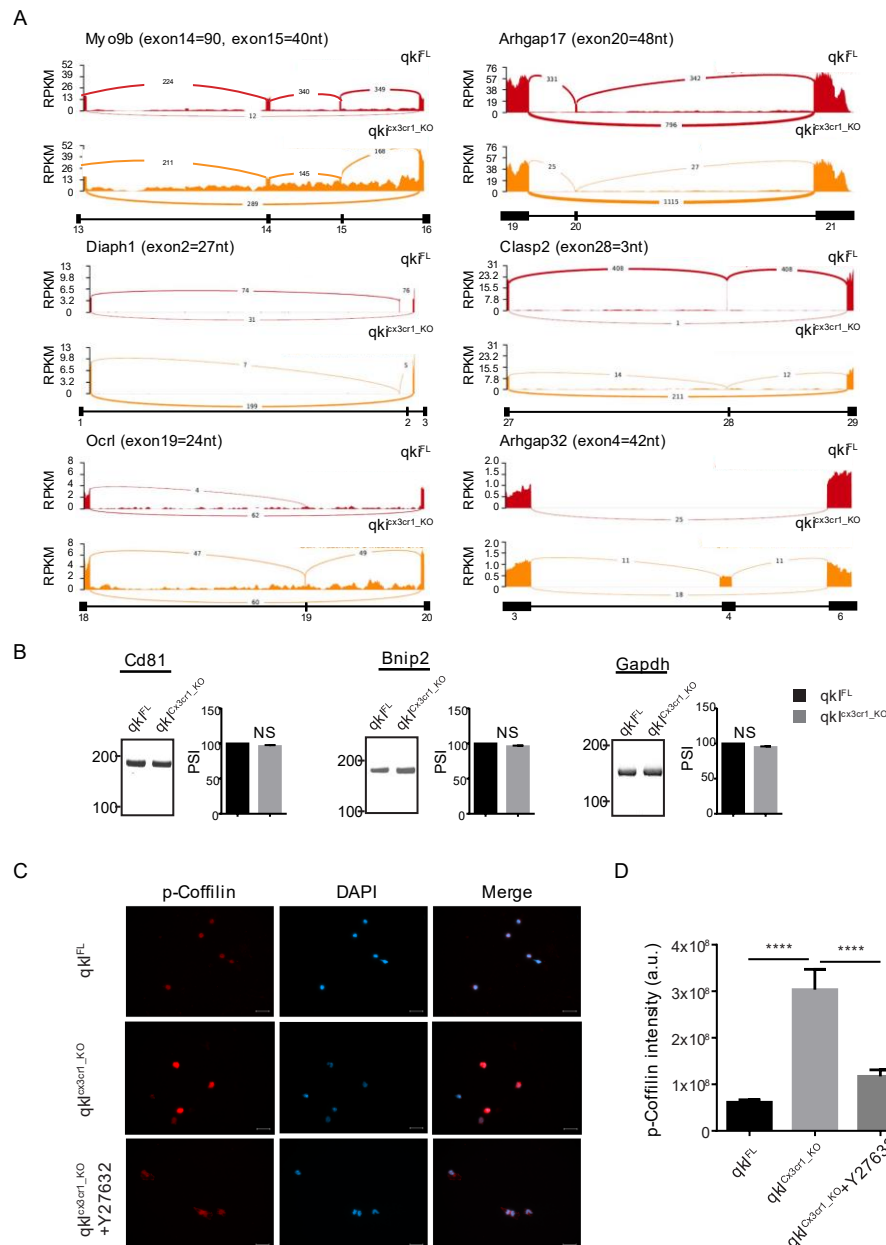 A
Myo9b (exon14=90, exon15=40nt)
qkiFL
RPKM
52
39
26
13
0
224
340
349
12
qkicx3cr1_KO
RPKM
52
39
26
13
0
211
145
168
289
13
14
15
16
Arhgap17 (exon20=48nt)
qkiFL
RPKM
76
57
38
19
0
331
342
796
qkicx3cr1_KO
RPKM
76
57
38
19
0
25
27
1115
19
20
21
Diaph1 (exon2=27nt)
qkiFL
RPKM
13
9.8
6.5
3.2
0
74
76
31
qkicx3cr1_KO
RPKM
13
9.8
6.5
3.2
0
7
5
199
1
2
3
Clasp2 (exon28=3nt)
qkiFL
RPKM
31
23.2
15.5
7.8
0
408
408
1
qkicx3cr1_KO
RPKM
31
23.2
15.5
7.8
0
14
12
211
27
28
29
Ocrl (exon19=24nt)
qkiFL
RPKM
8
6
4
2
0
4
62
qkicx3cr1_KO
RPKM
8
6
4
2
0
47
49
60
18
19
20
Arhgap32 (exon4=42nt)
qkiFL
RPKM
2.0
1.5
1.0
0.5
0
25
qkicx3cr1_KO
RPKM
2.0
1.5
1.0
0.5
0
11
11
18
3
4
6
B
Cd81
qkIFL
qkICx3cr1_KO
200
100
PSI
150
100
50
0
NS
Bnip2
qkIFL
qkICx3cr1_KO
200
100
PSI
150
100
50
0
NS
Gapdh
qkIFL
qkICx3cr1_KO
200
100
PSI
150
100
50
0
NS
qkIFL
qkIcx3cr1_KO
C
p-Coffilin
DAPI
Merge
qkIFL
qkIcx3cr1_KO
qkIcx3cr1_KO
+Y27632
D
p-Coffilin intensity (a.u.)
4x10⁸
3x10⁸
2x10⁸
1x10⁸
0
****
****
qkIFL
qkICx3cr1_KO
qkICx3cr1_KO+Y27632